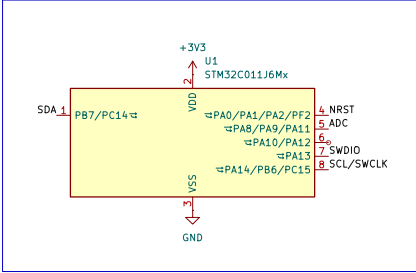 +3V3
U1
STM32C011J6Mx
2
VDD
SDA 1 PB7/PC14
PA0/PA1/PA2/PF2 4 NRST
PA8/PA9/PA11 5 ADC
PA10/PA12 6
PA13 7 SWDIO
PA14/PB6/PC15 8 SCL/SWCLK
VSS
3
GND